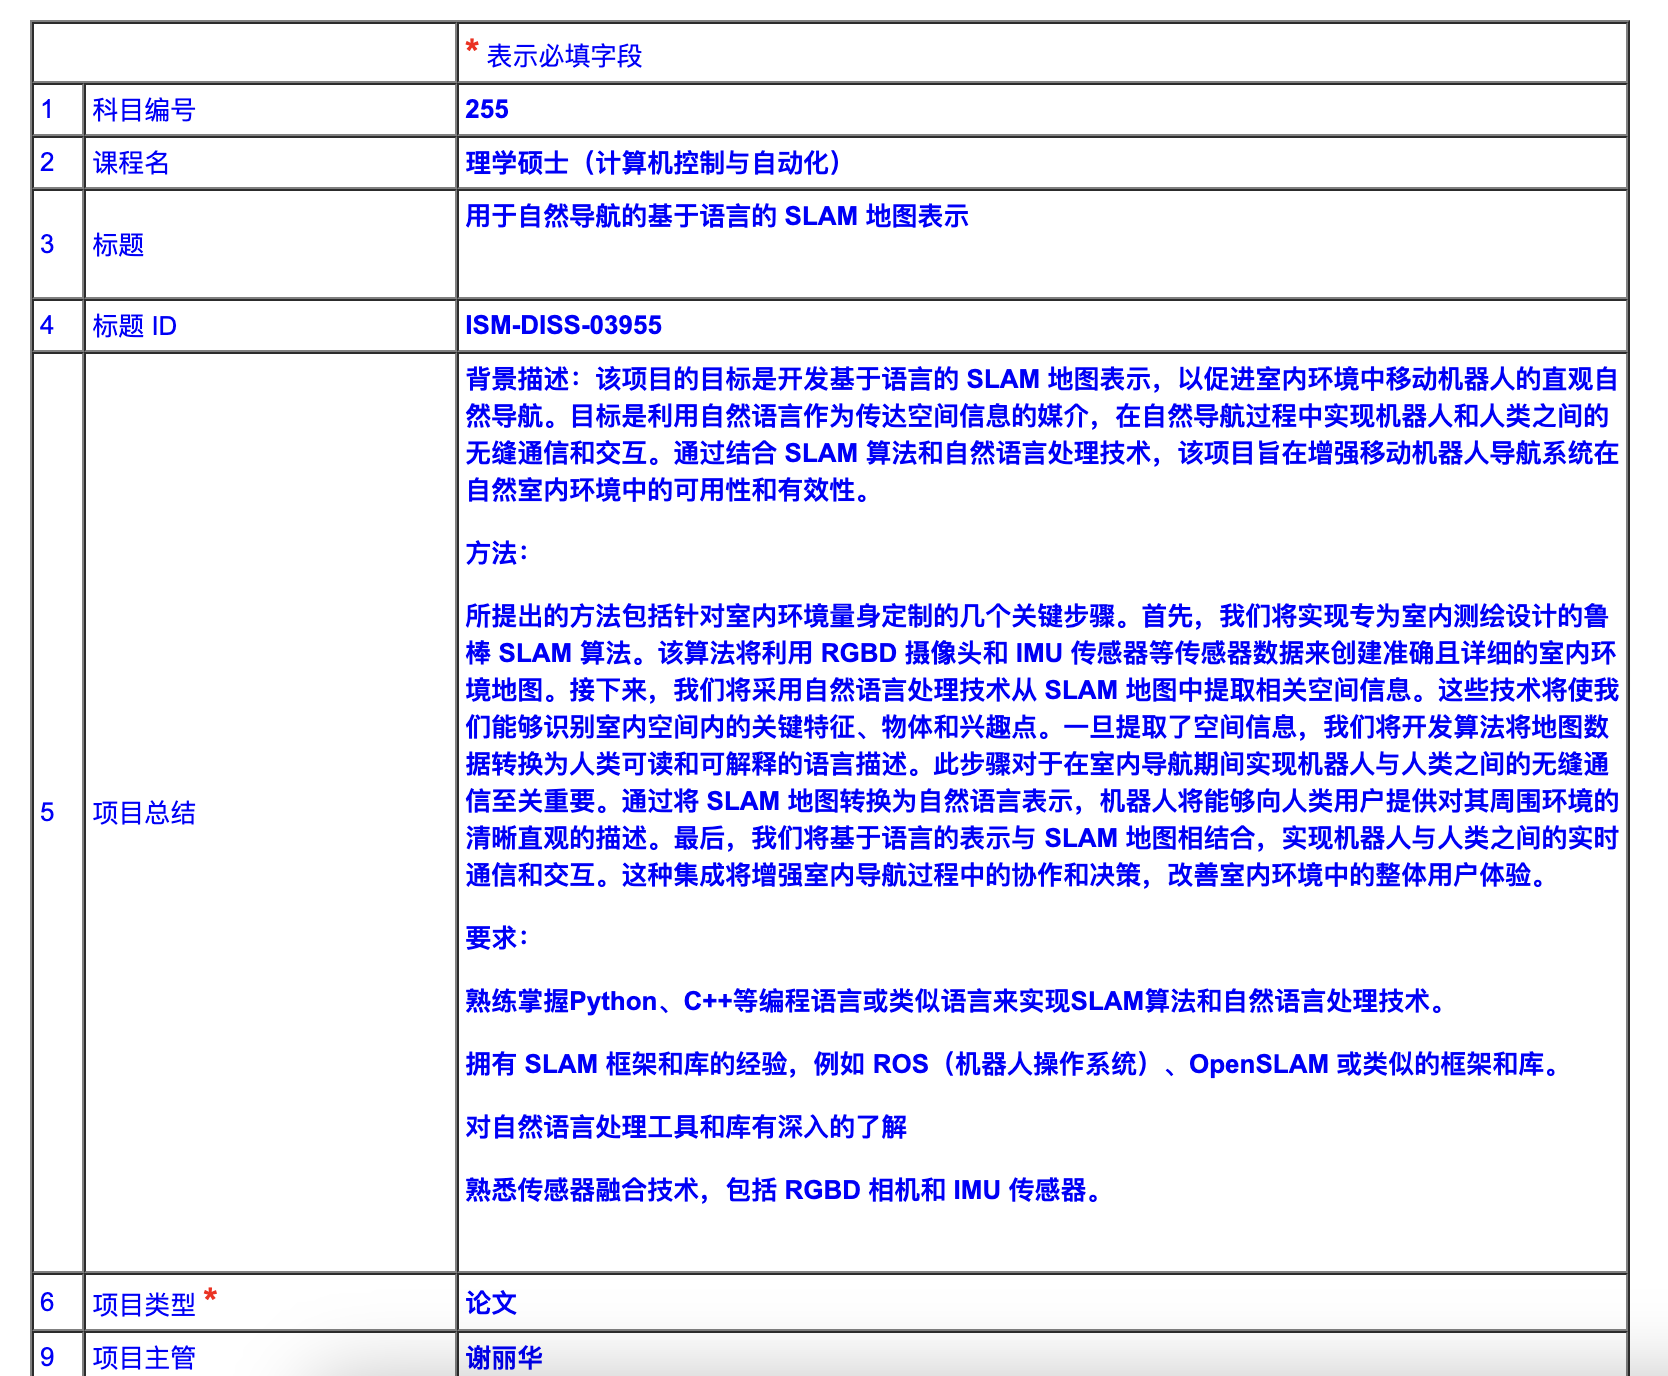 * 表示必填字段
1 科目编号 255
2 课程名 理学硕士（计算机控制与自动化）
3 标题 用于自然导航的基于语言的 SLAM 地图表示
4 标题 ID ISM-DISS-03955
5 项目总结
背景描述：该项目的目标是开发基于语言的 SLAM 地图表示，以促进室内环境中移动机器人的直观自
然导航。目标是利用自然语言作为传达空间信息的媒介，在自然导航过程中实现机器人和人类之间的
无缝通信和交互。通过结合 SLAM 算法和自然语言处理技术，该项目旨在增强移动机器人导航系统在
自然室内环境中的可用性和有效性。
方法：
所提出的方法包括针对室内环境量身定制的几个关键步骤。首先，我们将实现专为室内测绘设计的鲁
棒 SLAM 算法。该算法将利用 RGBD 摄像头和 IMU 传感器等传感器数据来创建准确且详细的室内环
境地图。接下来，我们将采用自然语言处理技术从 SLAM 地图中提取相关空间信息。这些技术将使我
们能够识别室内空间内的关键特征、物体和兴趣点。一旦提取了空间信息，我们将开发算法将地图数
据转换为人类可读和可解释的语言描述。此步骤对于在室内导航期间实现机器人与人类之间的无缝通
信至关重要。通过将 SLAM 地图转换为自然语言表示，机器人将能够向人类用户提供对其周围环境的
清晰直观的描述。最后，我们将基于语言的表示与 SLAM 地图相结合，实现机器人与人类之间的实时
通信和交互。这种集成将增强室内导航过程中的协作和决策，改善室内环境中的整体用户体验。
要求：
熟练掌握Python、C++等编程语言或类似语言来实现SLAM算法和自然语言处理技术。
拥有 SLAM 框架和库的经验，例如 ROS（机器人操作系统）、OpenSLAM 或类似的框架和库。
对自然语言处理工具和库有深入的了解
熟悉传感器融合技术，包括 RGBD 相机和 IMU 传感器。
6 项目类型 * 论文
9 项目主管 谢丽华